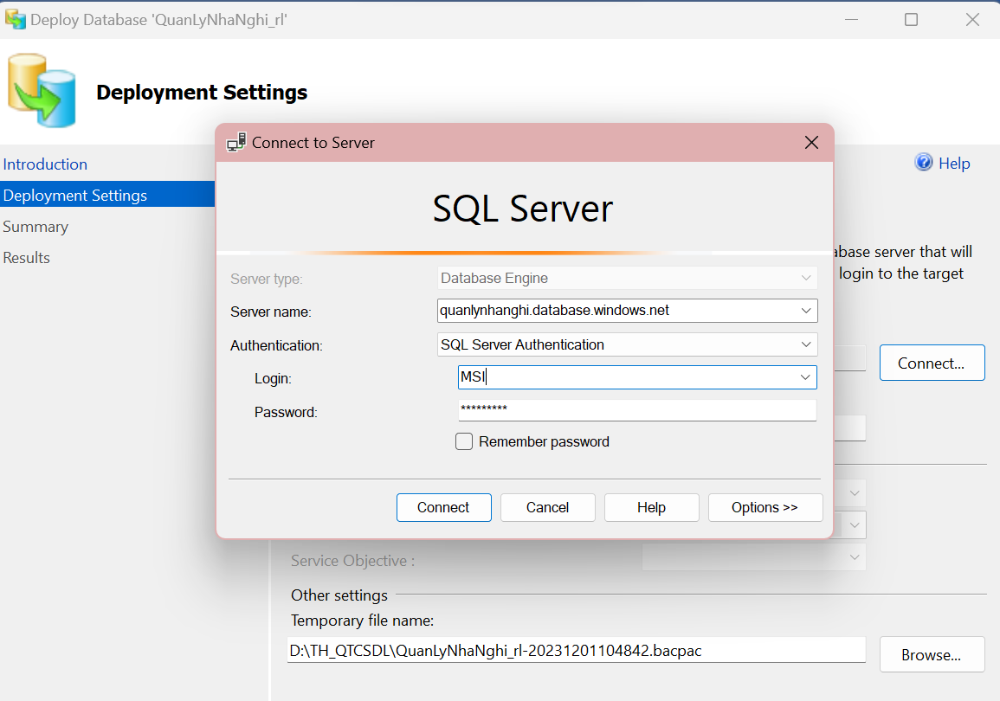 Deploy Database 'QuanLyNhaNghi_rl'
Deployment Settings
Introduction
Deployment Settings
Summary
Results
Help
abase server that will
login to the target
Connect...
Connect to Server
SQL Server
Server type:
Database Engine
Server name:
quanlynhanghi.database.windows.net
Authentication:
SQL Server Authentication
Login:
MSI
Password:
*********
Remember password
Connect
Cancel
Help
Options >>
Service Objective :
Other settings
Temporary file name:
D:\TH_QTCSDL\QuanLyNhaNghi_rl-20231201104842.bacpac
Browse...